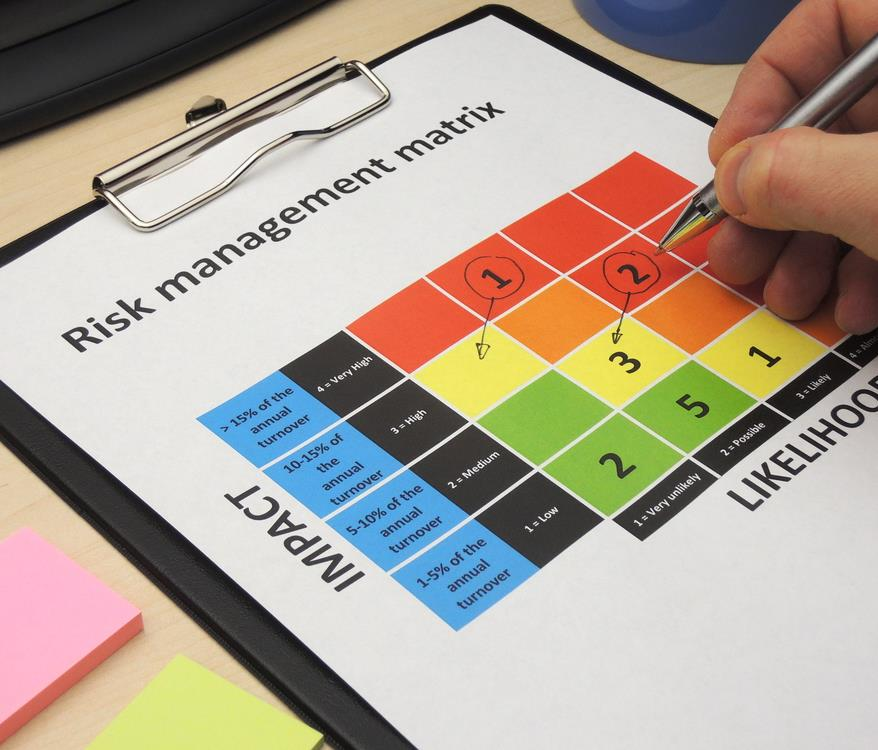 Risk management matrix
IMPACT
> 15% of the
annual
turnover
4 = Very High
1
10-15% of
the
annual
turnover
3 = High
2
5-10% of the
annual
turnover
2 = Medium
3
1
1-5% of the
annual
turnover
1 = Low
2
5
1 = Very unlikely
2 = Possible
3 = Likely
4 =